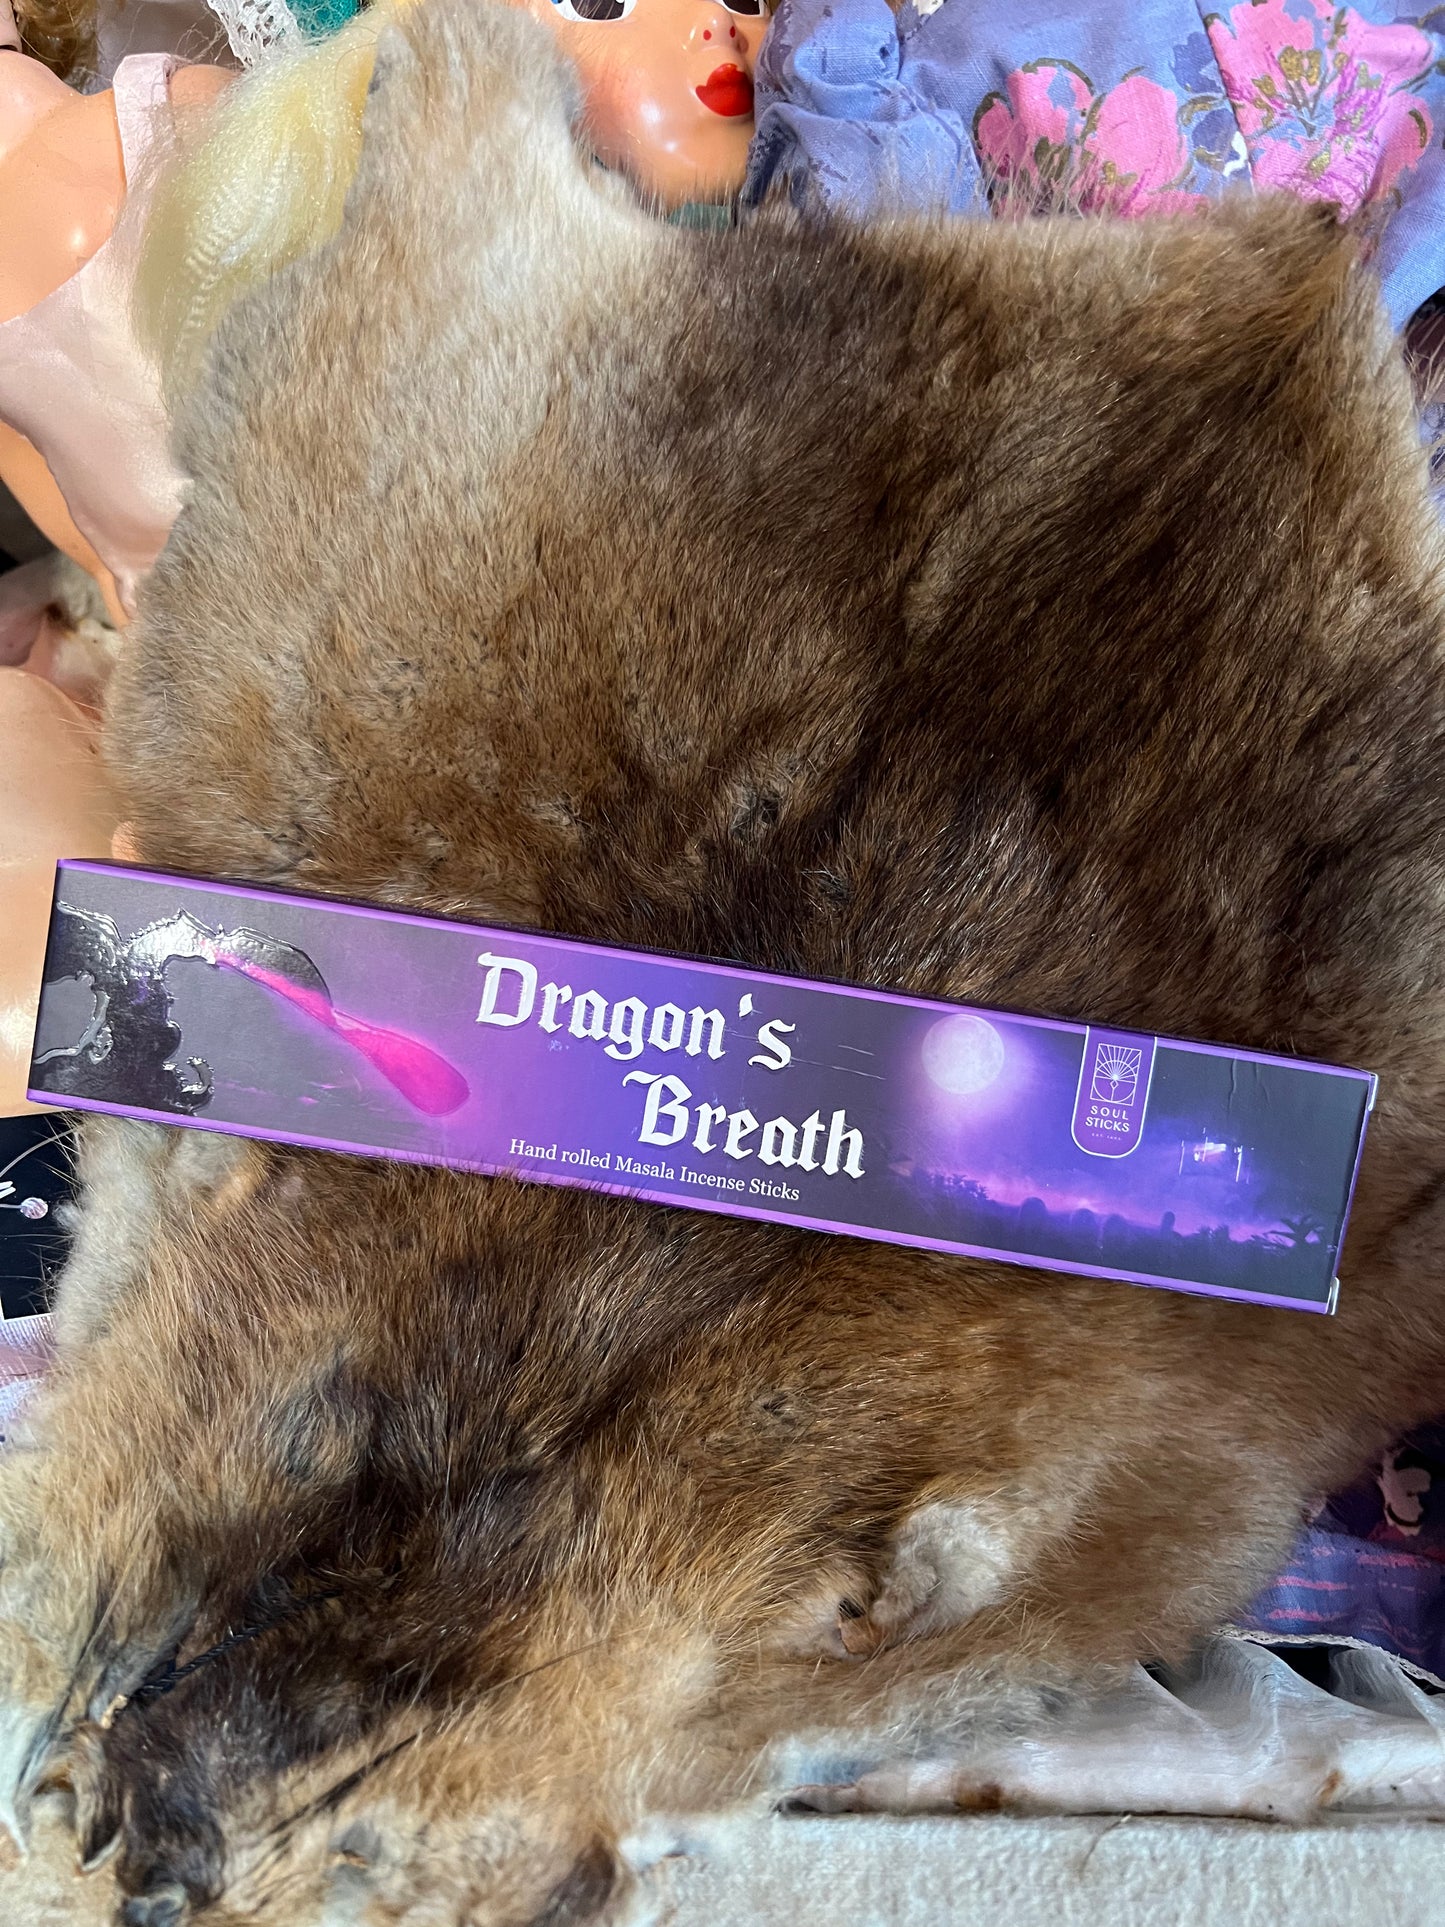 Dragon's
Breath
Hand rolled Masala Incense Sticks
SOUL
STICKS